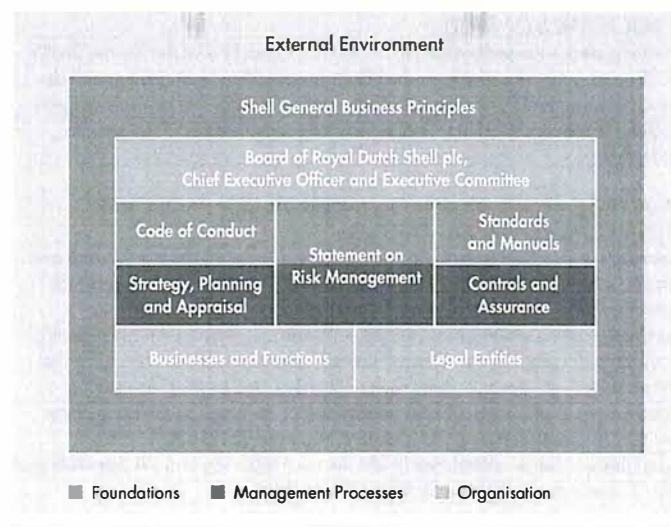 External Environment
Shell General Business Principles
Board of Royal Dutch Shell plc,
Chief Executive Officer and Executive Committee
Code of Conduct
Statement on
Risk Management
Standards
and Manuals
Strategy, Planning
and Appraisal
Controls and
Assurance
Businesses and Functions
Legal Entities
Foundations
Management Processes
Organisation